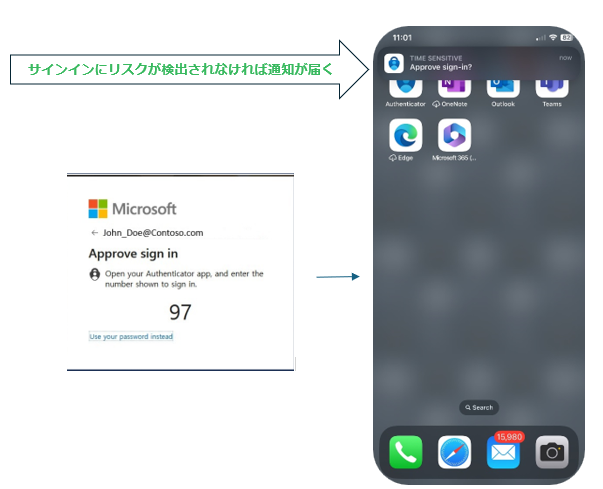 サインインにリスクが検出されなければ通知が届く
11:01
82
TIME SENSITIVE
now
Approve sign-in?
Authenticator
OneNote
Outlook
Teams
Edge
Microsoft 365 (...
Microsoft
← John_Doe@Contoso.com
Approve sign in
Open your Authenticator app, and enter the
number shown to sign in.
97
Use your password instead
Search
15,980